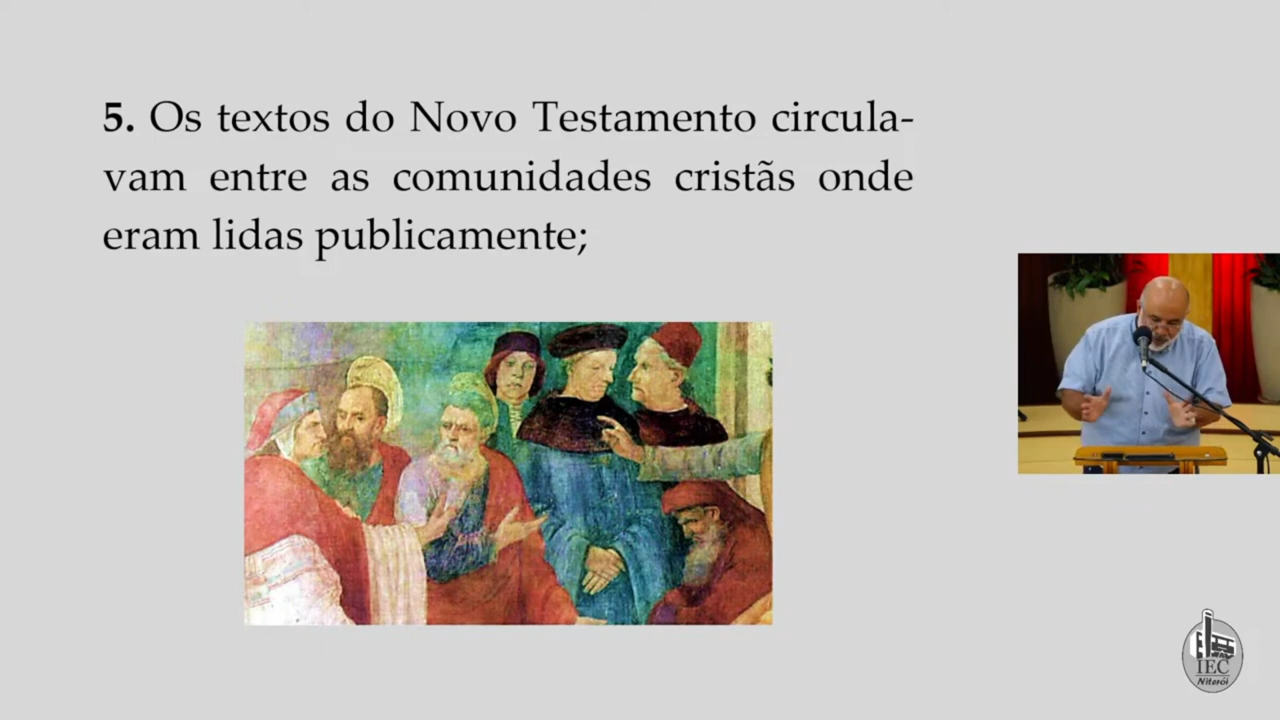 5. Os textos do Novo Testamento circula-
vam entre as comunidades cristãs onde
eram lidas publicamente;
IEC
Niterói